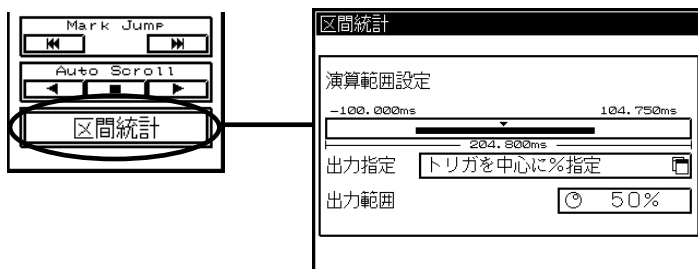 Mark Jump
Auto Scroll
区間統計
区間統計
演算範囲設定
-100.000ms 104.750ms
204.800ms
出力指定 トリガを中心に%指定
出力範囲 50%